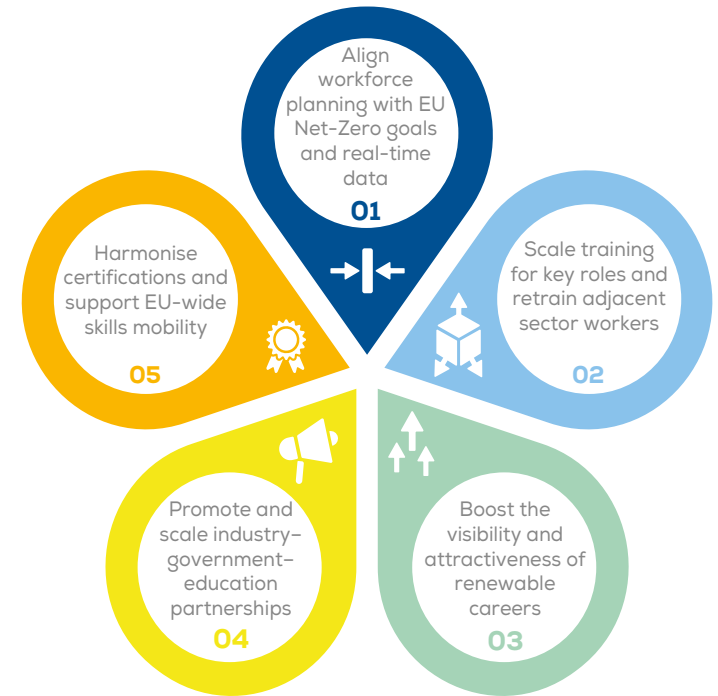 Align
workforce
planning with EU
Net-Zero goals
and real-time
data
01
Scale training
for key roles and
retrain adjacent
sector workers
02
Boost the
visibility and
attractiveness of
renewable
careers
03
Promote and
scale industry–
government–
education
partnerships
04
Harmonise
certifications and
support EU-wide
skills mobility
05